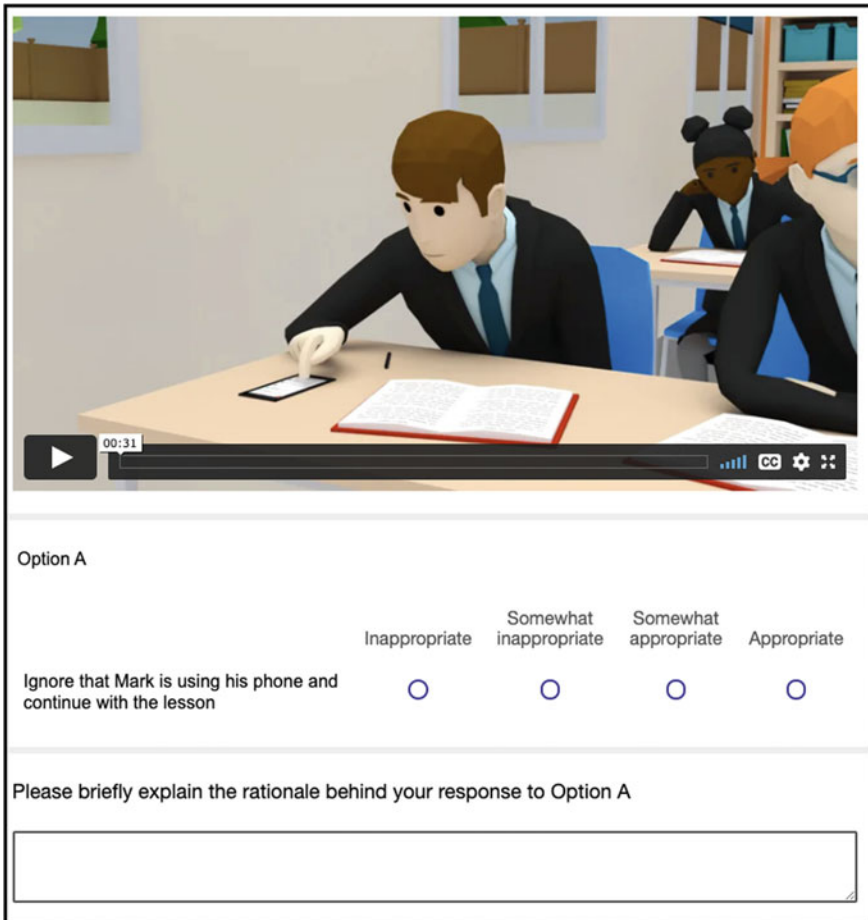 00:31
CC
Option A
Inappropriate
Somewhat inappropriate
Somewhat appropriate
Appropriate
Ignore that Mark is using his phone and
continue with the lesson
Please briefly explain the rationale behind your response to Option A